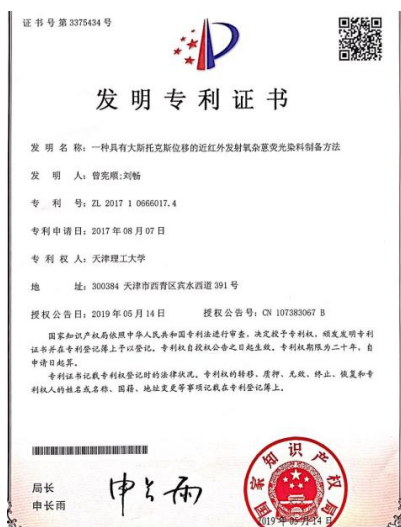 证书号第3375434号
发明专利证书
发 明 名 称：一种具有大斯托克斯位移的近红外发射氧杂蒽荧光染料制备方法
发 明 人：曾宪顺;刘畅
专 利 号：ZL 2017 1 0666017.4
专利申请日：2017年08月07日
专 利 权 人：天津理工大学
地 址：300384 天津市西青区宾水西道391号
授权公告日：2019年05月14日 授权公告号：CN 107383067 B
国家知识产权局依照中华人民共和国专利法进行审查，决定授予专利权，颁发发明专利
证书并在专利登记簿上予以登记。专利权自授权公告之日起生效。专利权期限为二十年，自
申请日起算。
专利证书记载专利权登记时的法律状况。专利权的转移、质押、无效、终止、恢复和专
利权人的姓名或名称、国籍、地址变更等事项记载在专利登记簿上。
局长
申长雨
申长雨
国家知识产权局
2019年05月14日